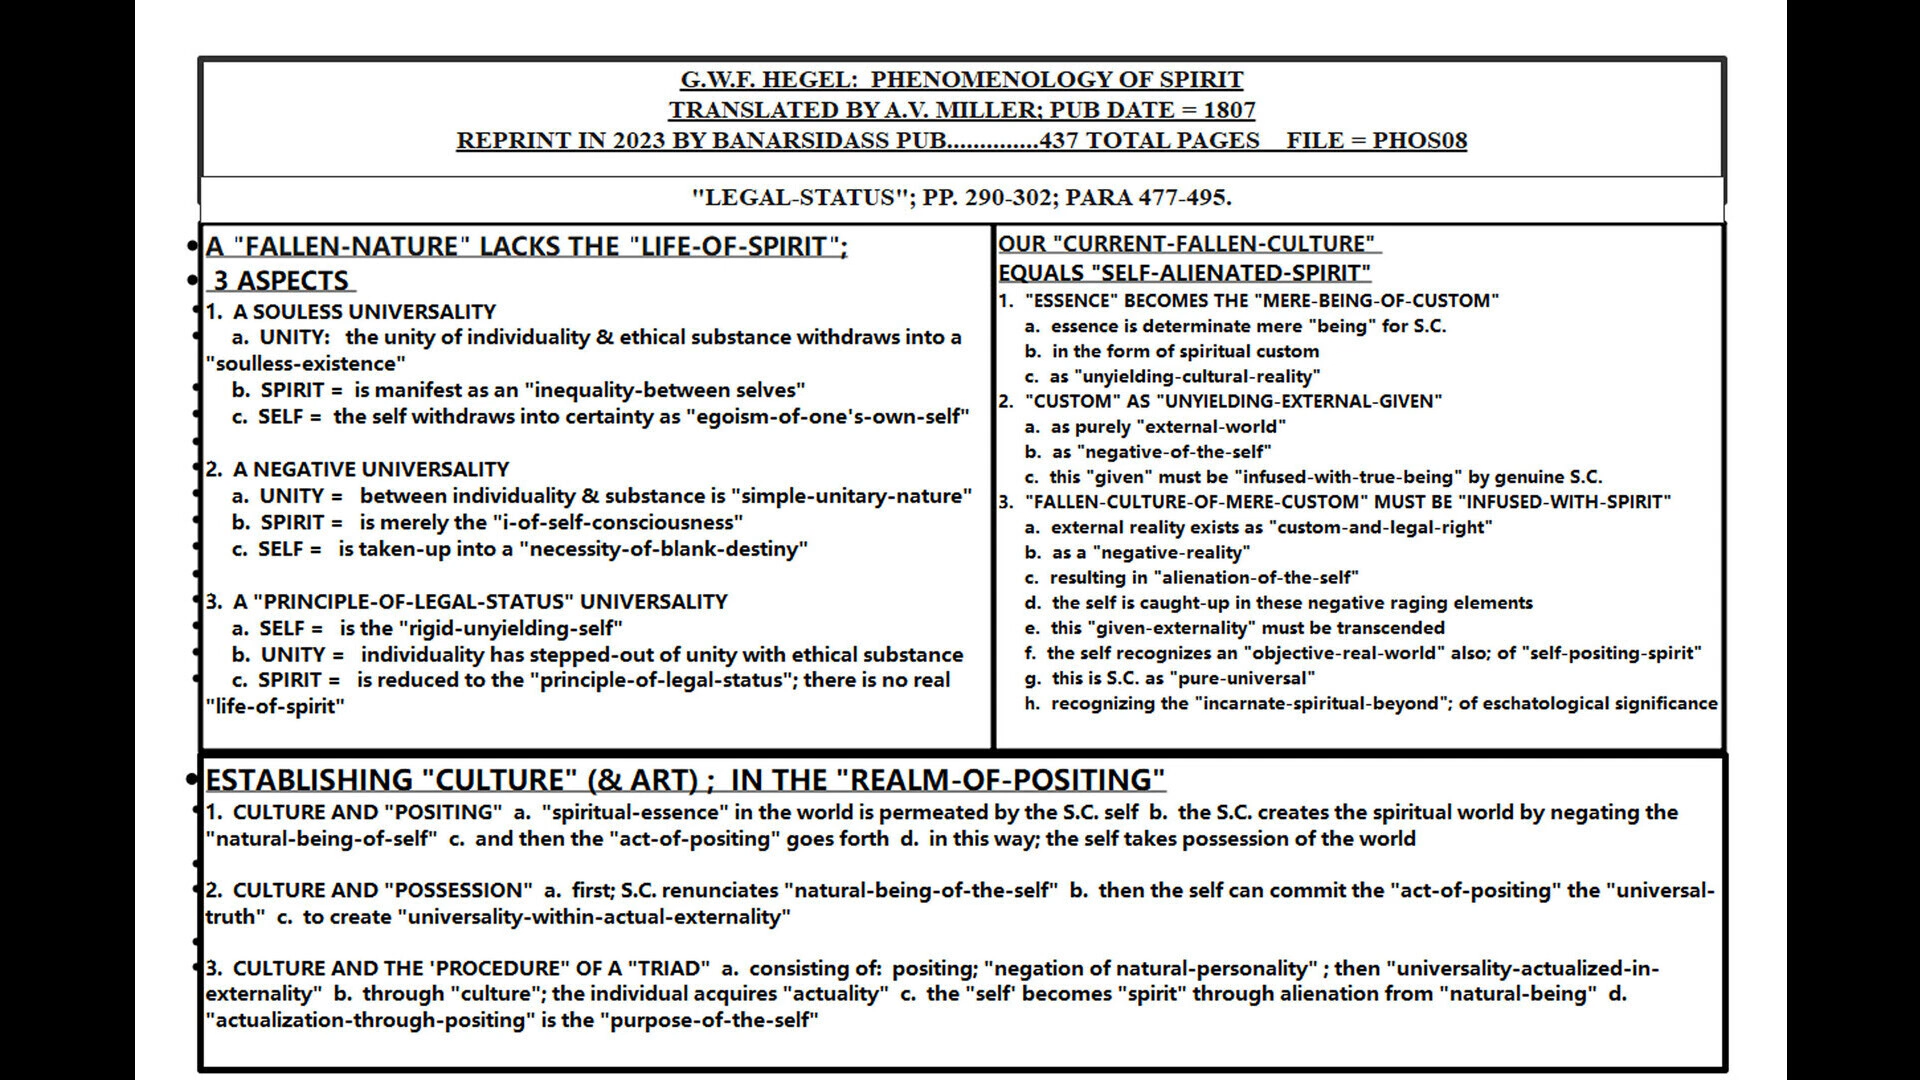 G.W.F. HEGEL:  PHENOMENOLOGY OF SPIRIT
TRANSLATED BY A.V. MILLER; PUB DATE = 1807
REPRINT IN 2023 BY BANARSIDASS PUB..............437 TOTAL PAGES    FILE = PHOS08
"LEGAL-STATUS"; PP. 290-302; PARA 477-495.
• A "FALLEN-NATURE" LACKS THE "LIFE-OF-SPIRIT";
• 3 ASPECTS
1.  A SOULESS UNIVERSALITY
a.  UNITY:  the unity of individuality & ethical substance withdraws into a
"soulless-existence"
b.  SPIRIT =  is manifest as an "inequality-between selves"
c.  SELF =  the self withdraws into certainty as "egoism-of-one's-own-self"
2.  A NEGATIVE UNIVERSALITY
a.  UNITY =  between individuality & substance is "simple-unitary-nature"
b.  SPIRIT =  is merely the "i-of-self-consciousness"
c.  SELF =  is taken-up into a "necessity-of-blank-destiny"
3.  A "PRINCIPLE-OF-LEGAL-STATUS" UNIVERSALITY
a.  SELF =  is the "rigid-unyielding-self"
b.  UNITY =  individuality has stepped-out of unity with ethical substance
c.  SPIRIT =  is reduced to the "principle-of-legal-status"; there is no real
"life-of-spirit"
OUR "CURRENT-FALLEN-CULTURE"
EQUALS "SELF-ALIENATED-SPIRIT"
1.  "ESSENCE" BECOMES THE "MERE-BEING-OF-CUSTOM"
a.  essence is determinate mere "being" for S.C.
b.  in the form of spiritual custom
c.  as "unyielding-cultural-reality"
2.  "CUSTOM" AS "UNYIELDING-EXTERNAL-GIVEN"
a.  as purely "external-world"
b.  as "negative-of-the-self"
c.  this "given" must be "infused-with-true-being" by genuine S.C.
3.  "FALLEN-CULTURE-OF-MERE-CUSTOM" MUST BE "INFUSED-WITH-SPIRIT"
a.  external reality exists as "custom-and-legal-right"
b.  as a "negative-reality"
c.  resulting in "alienation-of-the-self"
d.  the self is caught-up in these negative raging elements
e.  this "given-externality" must be transcended
f.  the self recognizes an "objective-real-world" also; of "self-positing-spirit"
g.  this is S.C. as "pure-universal"
h.  recognizing the "incarnate-spiritual-beyond"; of eschatological significance
• ESTABLISHING "CULTURE" (& ART) ;  IN THE "REALM-OF-POSITING"
1.  CULTURE AND "POSITING"  a.  "spiritual-essence" in the world is permeated by the S.C. self  b.  the S.C. creates the spiritual world by negating the
"natural-being-of-self"  c.  and then the "act-of-positing" goes forth  d.  in this way; the self takes possession of the world
2.  CULTURE AND "POSSESSION"  a.  first; S.C. renunciates "natural-being-of-the-self"  b.  then the self can commit the "act-of-positing" the "universal-
truth"  c.  to create "universality-within-actual-externality"
3.  CULTURE AND THE 'PROCEDURE" OF A "TRIAD"  a.  consisting of:  positing; "negation of natural-personality" ; then "universality-actualized-in-
externality"  b.  through "culture"; the individual acquires "actuality"  c.  the "self' becomes "spirit" through alienation from "natural-being"  d.
"actualization-through-positing" is the "purpose-of-the-self"